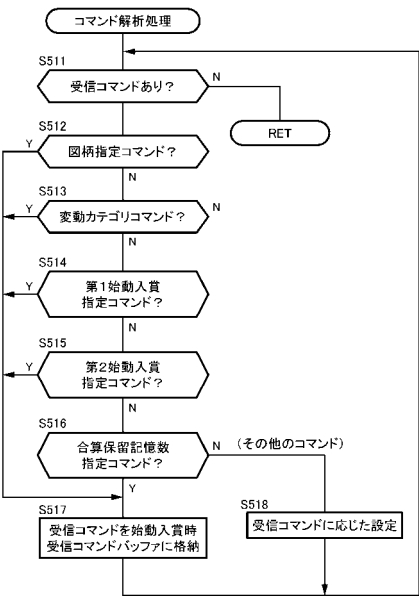 コマンド解析処理
S511
受信コマンドあり？
N
RET
S512
Y
図柄指定コマンド？
N
S513
Y
変動カテゴリコマンド？
N
N
S514
Y
第１始動入賞
指定コマンド？
N
S515
Y
第２始動入賞
指定コマンド？
N
S516
合算保留記憶数
指定コマンド？
N
（その他のコマンド）
Y
S517
受信コマンドを始動入賞時
受信コマンドバッファに格納
S518
受信コマンドに応じた設定